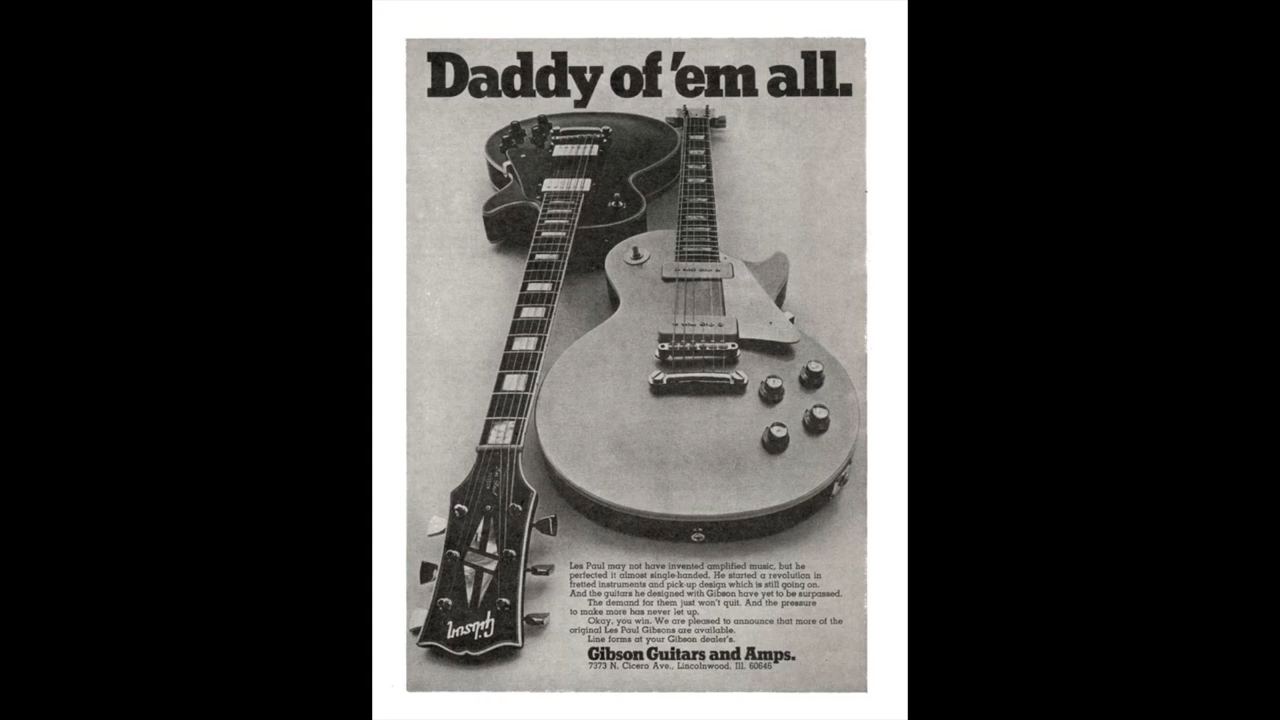 Daddy of 'em all.
Les Paul may not have invented amplified music, but he
perfected it almost single-handed. He started a revolution in
fretted instruments and pick-up design which is still going on.
And the guitars he designed with Gibson have yet to be surpassed.
The demand for them just won't quit. And the pressure
to make more has never let up.
Okay, you win. We are pleased to announce that more of the
original Les Paul Gibsons are available.
Line forms at your Gibson dealer's.
Gibson
Gibson Guitars and Amps.
7373 N. Cicero Ave., Lincolnwood, Ill. 60646